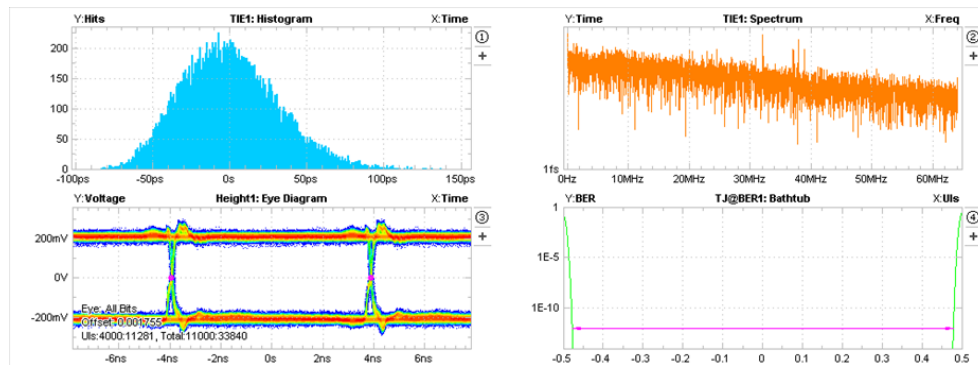 Y:Hits TIE1: Histogram X:Time
①
+
200
150
100
50
0
-100ps -50ps 0s 50ps 100ps 150ps
Y:Time TIE1: Spectrum X:Freq
②
+
11fs
0Hz 10MHz 20MHz 30MHz 40MHz 50MHz 60MHz
Y:Voltage Height1: Eye Diagram X:Time
③
+
200mV
0V
-200mV
Eye: All Bits
Offset:-0.001755
UIs:4000:11281, Total:11000:33840
-6ns -4ns -2ns 0s 2ns 4ns 6ns
Y:BER TJ@BER1: Bathtub X:UIs
④
+
1
1E-5
1E-10
-0.5 -0.4 -0.3 -0.2 -0.1 0 0.1 0.2 0.3 0.4 0.5